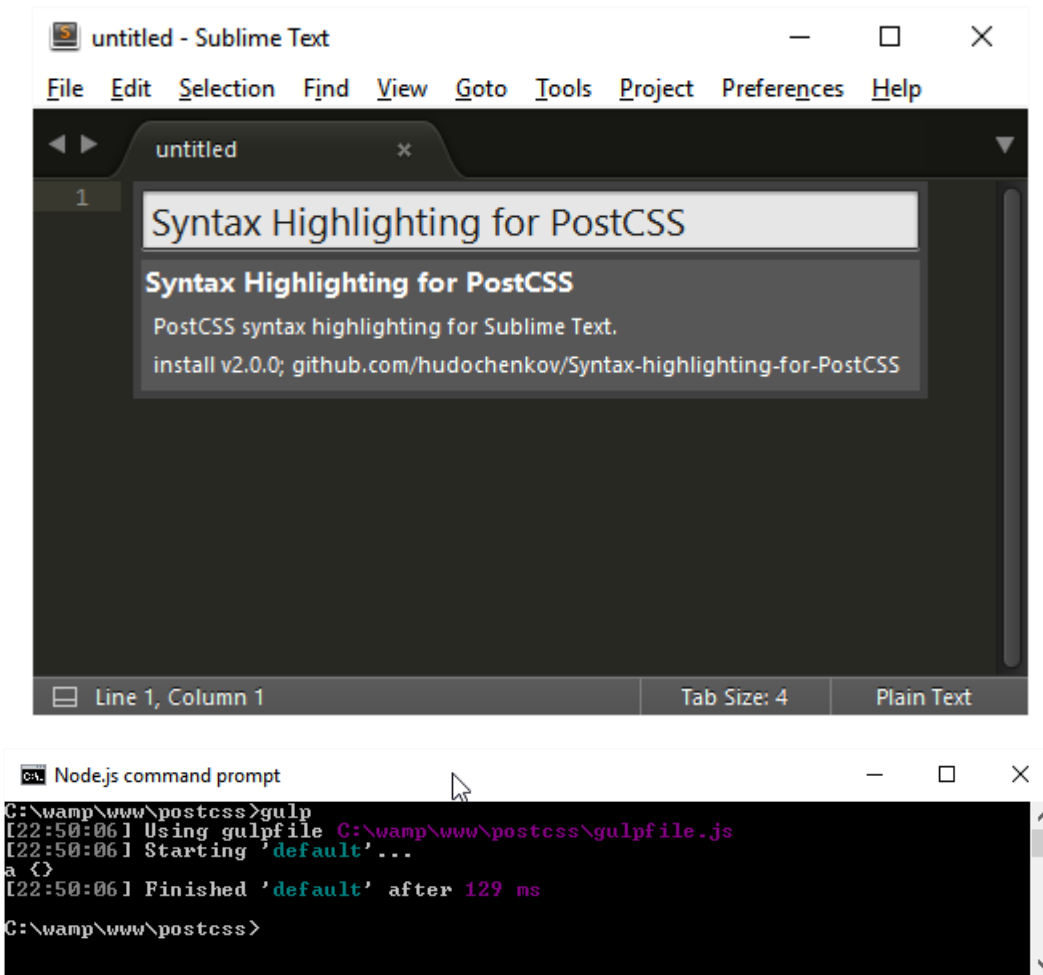 untitled - Sublime Text
File Edit Selection Find View Goto Tools Project Preferences Help
untitled
1
Syntax Highlighting for PostCSS
Syntax Highlighting for PostCSS
PostCSS syntax highlighting for Sublime Text.
install v2.0.0; github.com/hudochenkov/Syntax-highlighting-for-PostCSS
Line 1, Column 1 Tab Size: 4 Plain Text
Node.js command prompt
C:\wamp\www\postcss>gulp
[22:50:06] Using gulpfile C:\wamp\www\postcss\gulpfile.js
[22:50:06] Starting 'default'...
a {}
[22:50:06] Finished 'default' after 129 ms
C:\wamp\www\postcss>